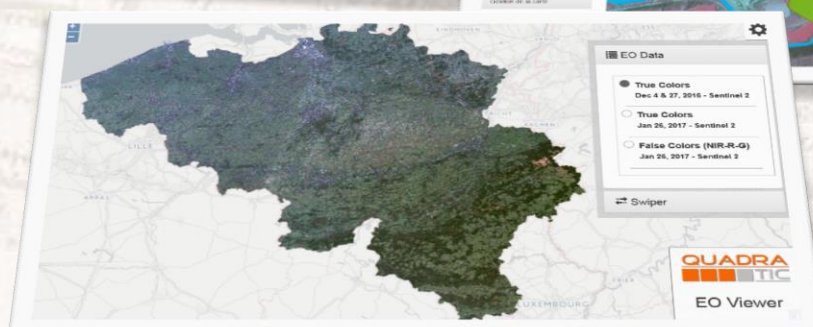 EO Data
True Colors
Dec 4 & 27, 2016 - Sentinel 2
True Colors
Jan 26, 2017 - Sentinel 2
False Colors (NIR-R-G)
Jan 26, 2017 - Sentinel 2
Swiper
LILLE
LUXEMBOURG
QUADRA
TIC
EO Viewer